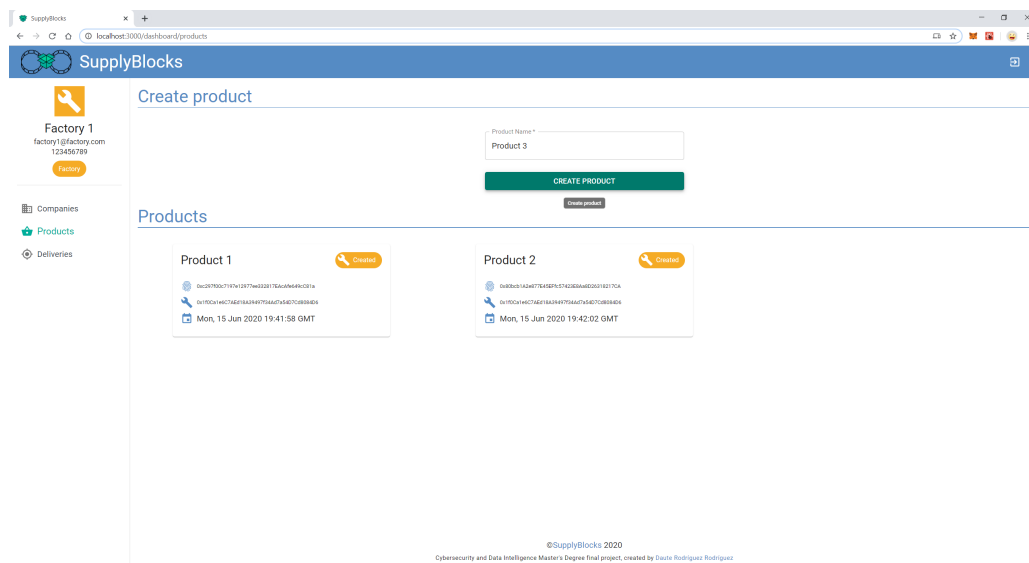 SupplyBlocks
localhost:3000/dashboard/products
SupplyBlocks
Factory 1
factory1@factory.com
123456789
Factory
Companies
Products
Deliveries
Create product
Product Name *
Product 3
CREATE PRODUCT
Create product
Products
Product 1
Created
Mon, 15 Jun 2020 19:41:58 GMT
Product 2
Created
Mon, 15 Jun 2020 19:42:02 GMT
©SupplyBlocks 2020
Cybersecurity and Data Intelligence Master's Degree final project, created by Daute Rodríguez Rodríguez